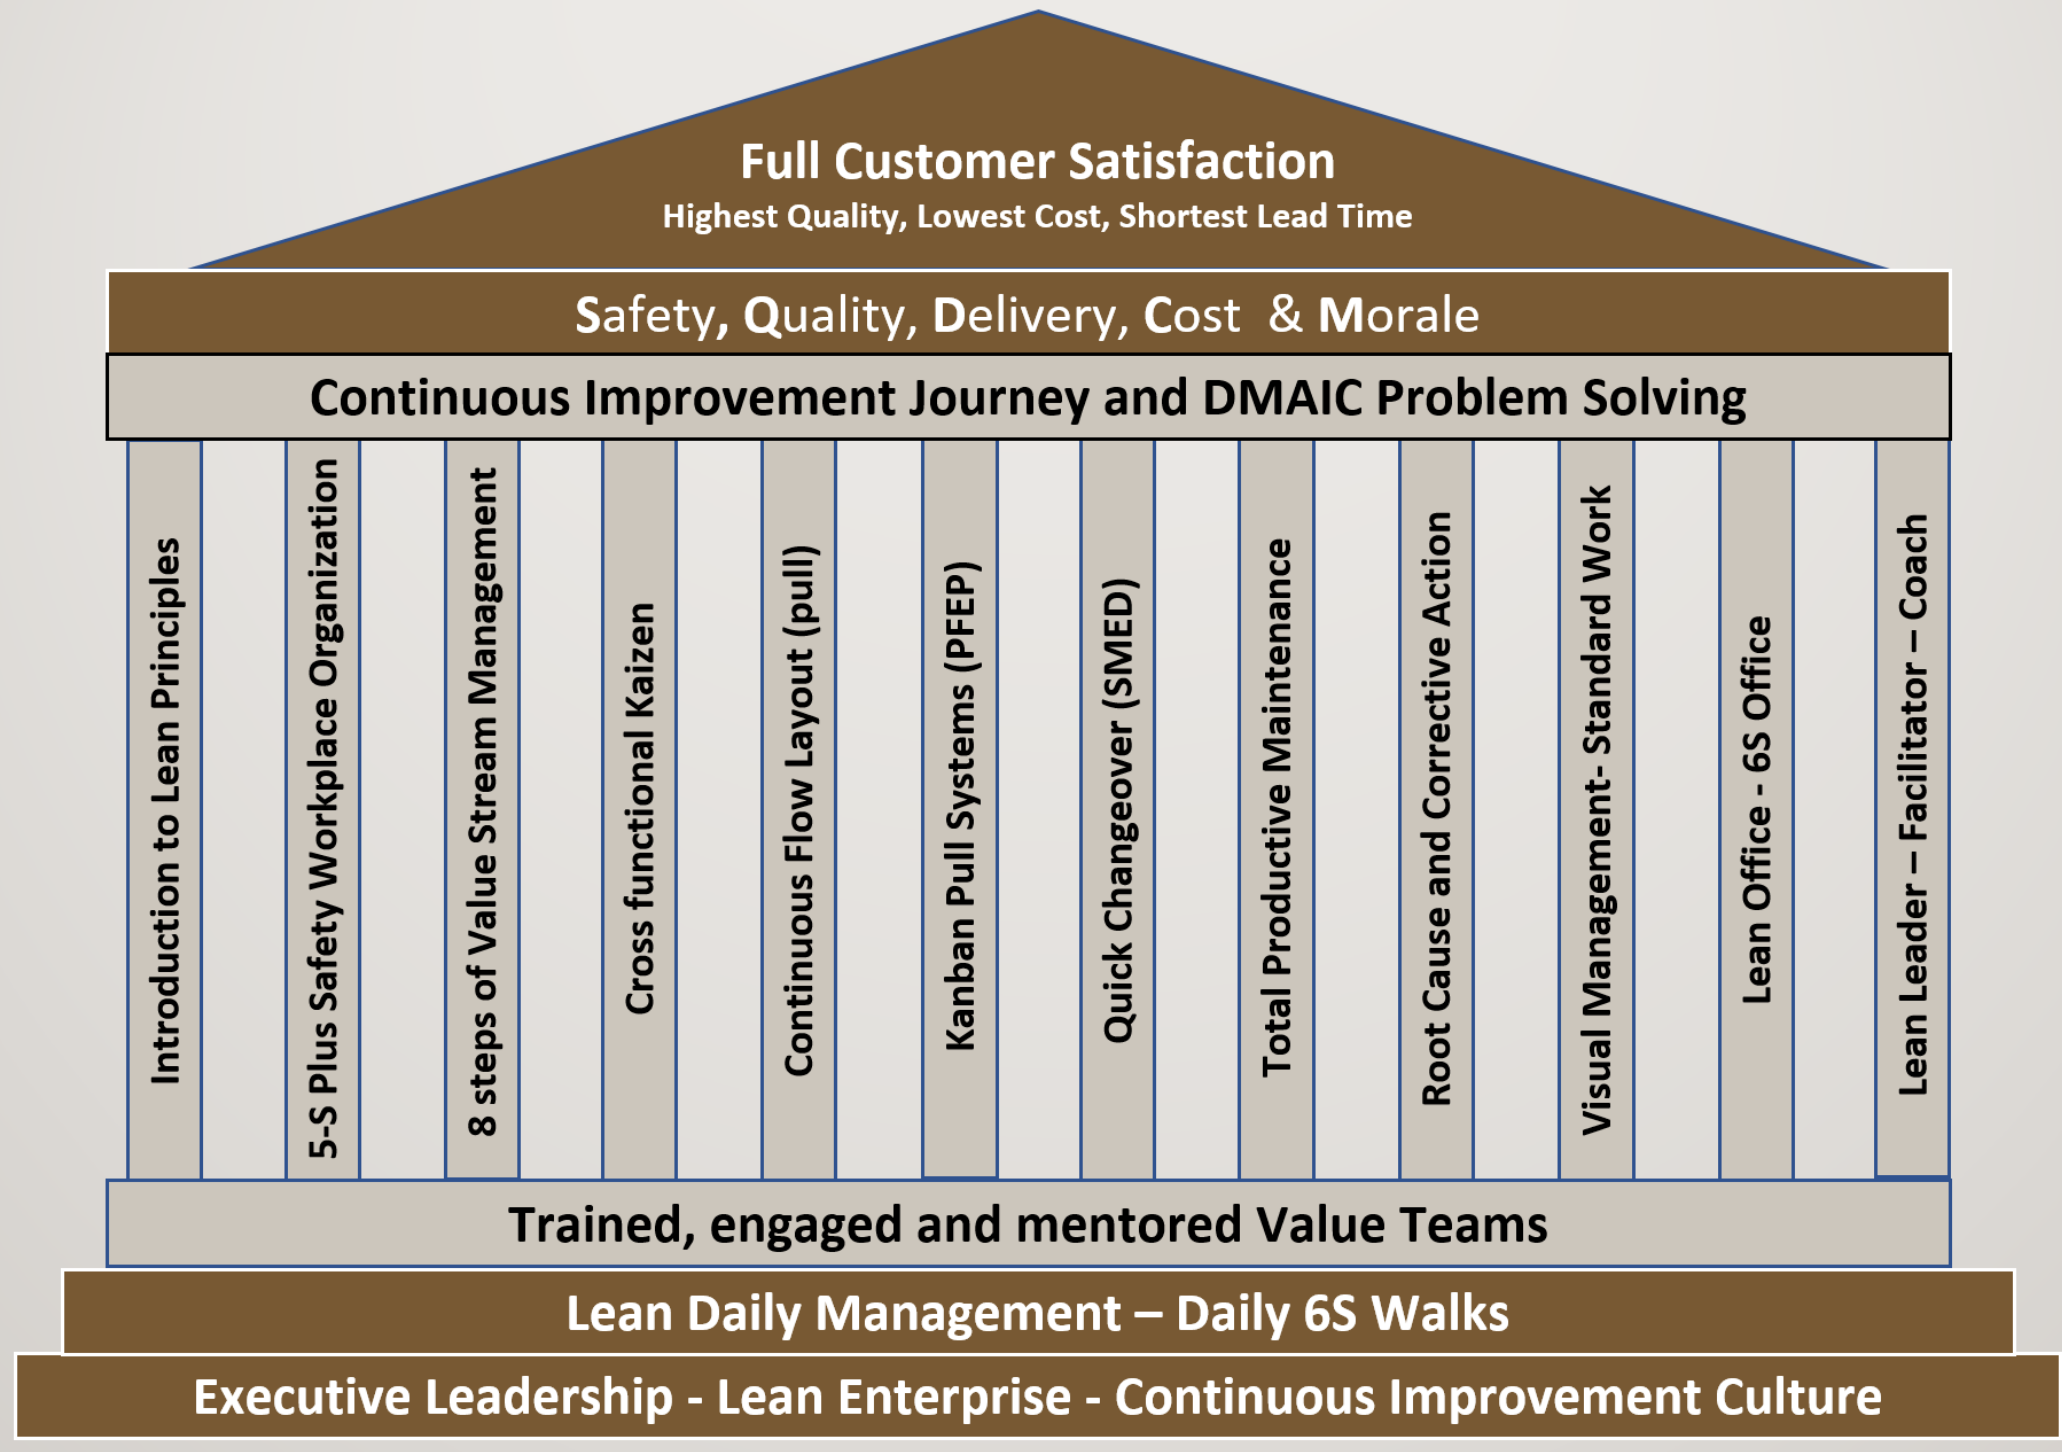 Full Customer Satisfaction
Highest Quality, Lowest Cost, Shortest Lead Time
Safety, Quality, Delivery, Cost & Morale
Continuous Improvement Journey and DMAIC Problem Solving
Introduction to Lean Principles
5-S Plus Safety Workplace Organization
8 steps of Value Stream Management
Cross functional Kaizen
Continuous Flow Layout (pull)
Kanban Pull Systems (PFEP)
Quick Changeover (SMED)
Total Productive Maintenance
Root Cause and Corrective Action
Visual Management- Standard Work
Lean Office - 6S Office
Lean Leader – Facilitator – Coach
Trained, engaged and mentored Value Teams
Lean Daily Management – Daily 6S Walks
Executive Leadership - Lean Enterprise - Continuous Improvement Culture